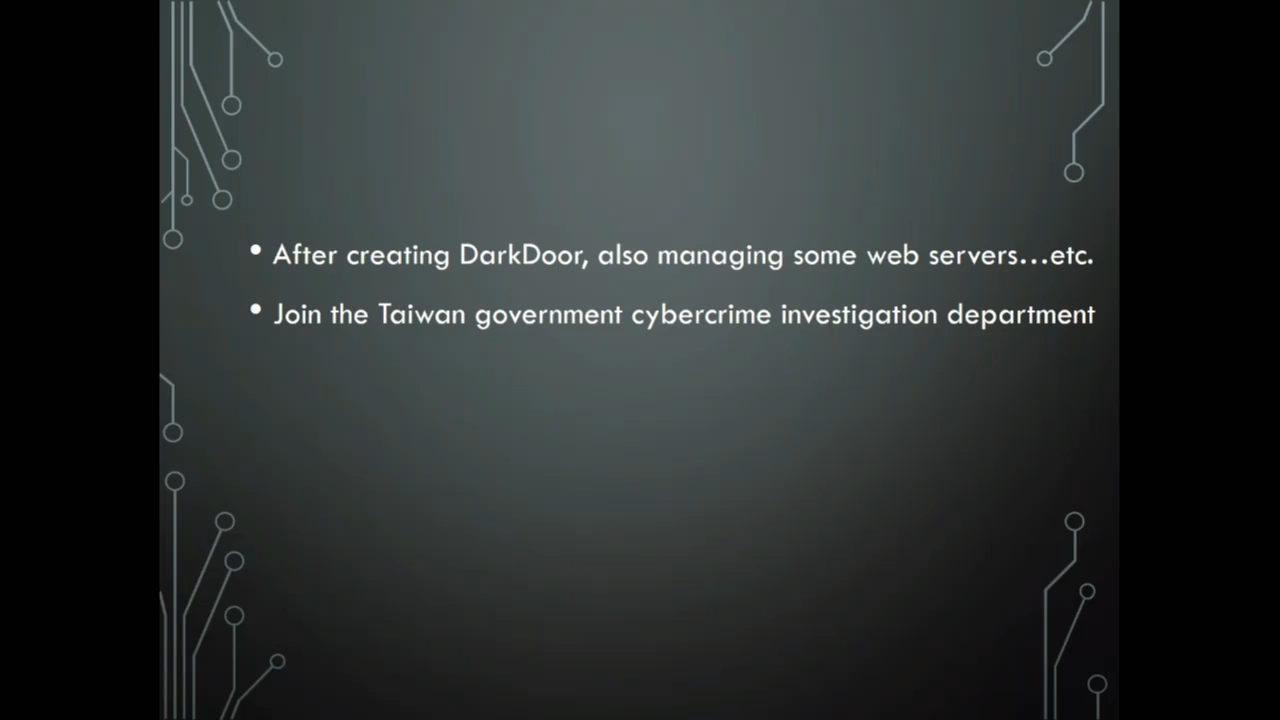 • After creating DarkDoor, also managing some web servers...etc.
• Join the Taiwan government cybercrime investigation department